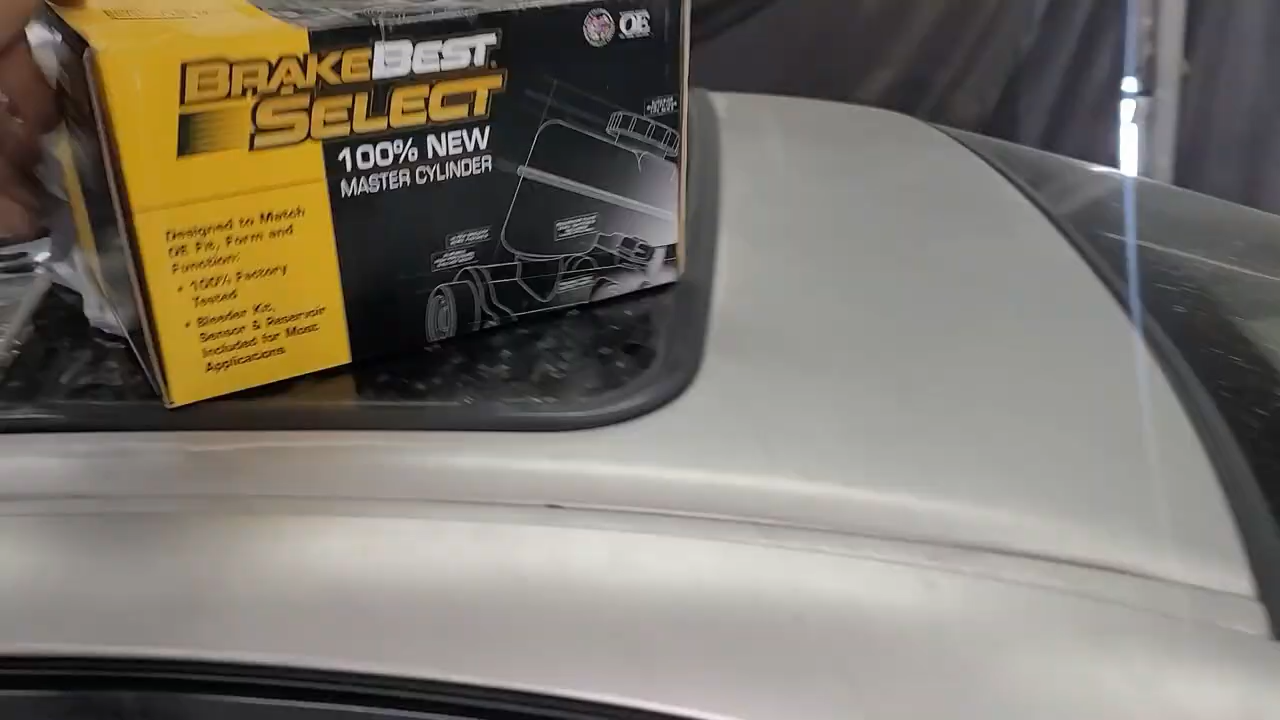 BRAKEBEST
SELECT
OE
100% NEW
MASTER CYLINDER
Designed to Match
OE Fit, Form and
Function:
• 100% Factory
Tested
• Bleeder Kit,
Sensor & Reservoir
Included for Most
Applications